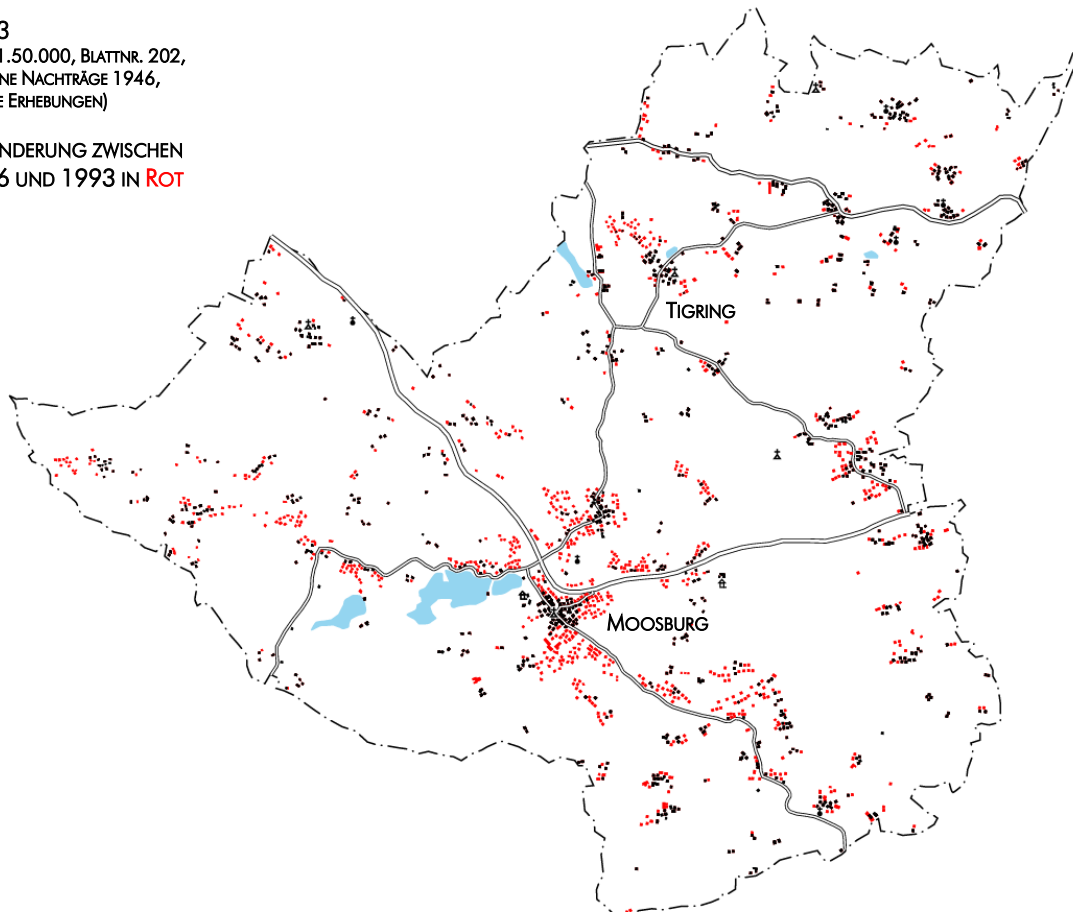 3
1.50.000, BLATTNR. 202,
NE NACHTRÄGE 1946,
E ERHEBUNGEN)
NDERUNG ZWISCHEN
6 UND 1993 IN ROT
TIGRING
MOOSBURG